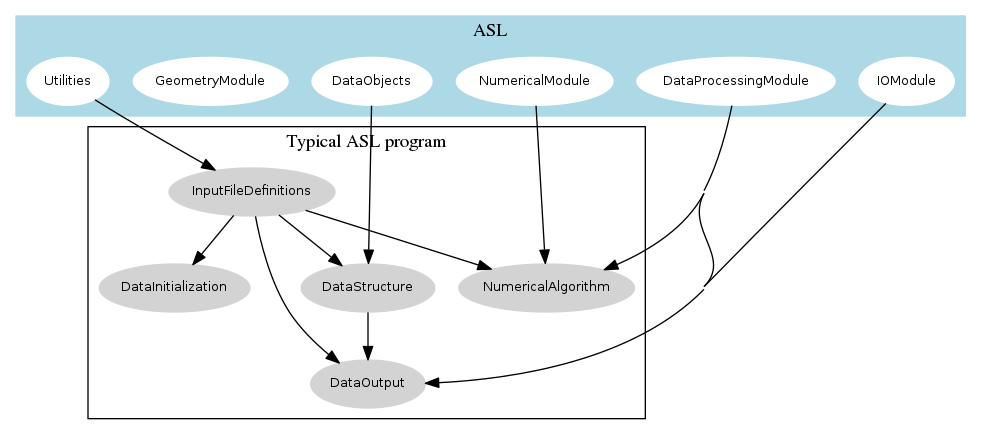 ASL
Utilities
GeometryModule
DataObjects
NumericalModule
DataProcessingModule
IOModule
Typical ASL program
InputFileDefinitions
DataInitialization
DataStructure
NumericalAlgorithm
DataOutput